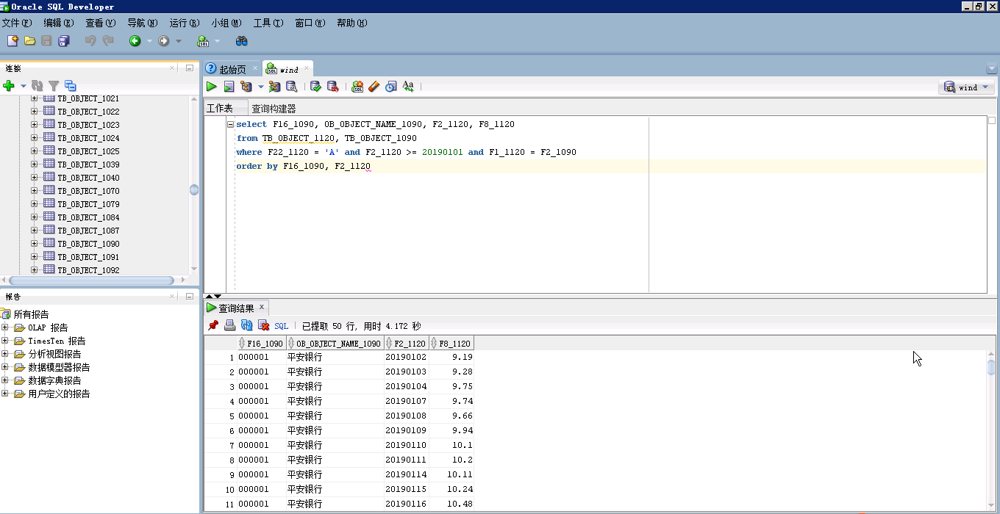 Oracle SQL Developer
文件(F) 编辑(E) 查看(V) 导航(N) 运行(R) 小组(M) 工具(T) 窗口(W) 帮助(H)
连接
TB_OBJECT_1021
TB_OBJECT_1022
TB_OBJECT_1023
TB_OBJECT_1024
TB_OBJECT_1025
TB_OBJECT_1039
TB_OBJECT_1040
TB_OBJECT_1070
TB_OBJECT_1079
TB_OBJECT_1084
TB_OBJECT_1087
TB_OBJECT_1090
TB_OBJECT_1091
TB_OBJECT_1092
报告
所有报告
OLAP 报告
TimesTen 报告
分析视图报告
数据模型器报告
数据字典报告
用户定义的报告
起始页 wind
wind
工作表 查询构建器
select F16_1090, OB_OBJECT_NAME_1090, F2_1120, F8_1120
from TB_OBJECT_1120, TB_OBJECT_1090
where F22_1120 = 'A' and F2_1120 >= 20190101 and F1_1120 = F2_1090
order by F16_1090, F2_1120
查询结果
SQL 已提取 50 行, 用时 4.172 秒
F16_1090 OB_OBJECT_NAME_1090 F2_1120 F8_1120
1 000001 平安银行 20190102 9.19
2 000001 平安银行 20190103 9.28
3 000001 平安银行 20190104 9.75
4 000001 平安银行 20190107 9.74
5 000001 平安银行 20190108 9.66
6 000001 平安银行 20190109 9.94
7 000001 平安银行 20190110 10.1
8 000001 平安银行 20190111 10.2
9 000001 平安银行 20190114 10.11
10 000001 平安银行 20190115 10.24
11 000001 平安银行 20190116 10.48